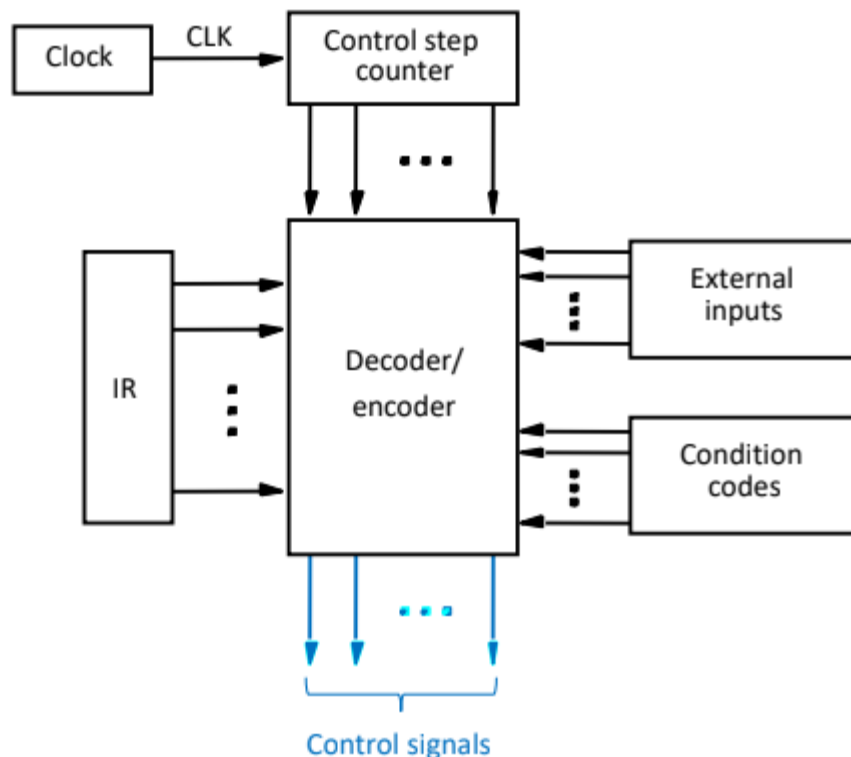 Clock
CLK
Control step
counter
IR
Decoder/
encoder
External
inputs
Condition
codes
Control signals